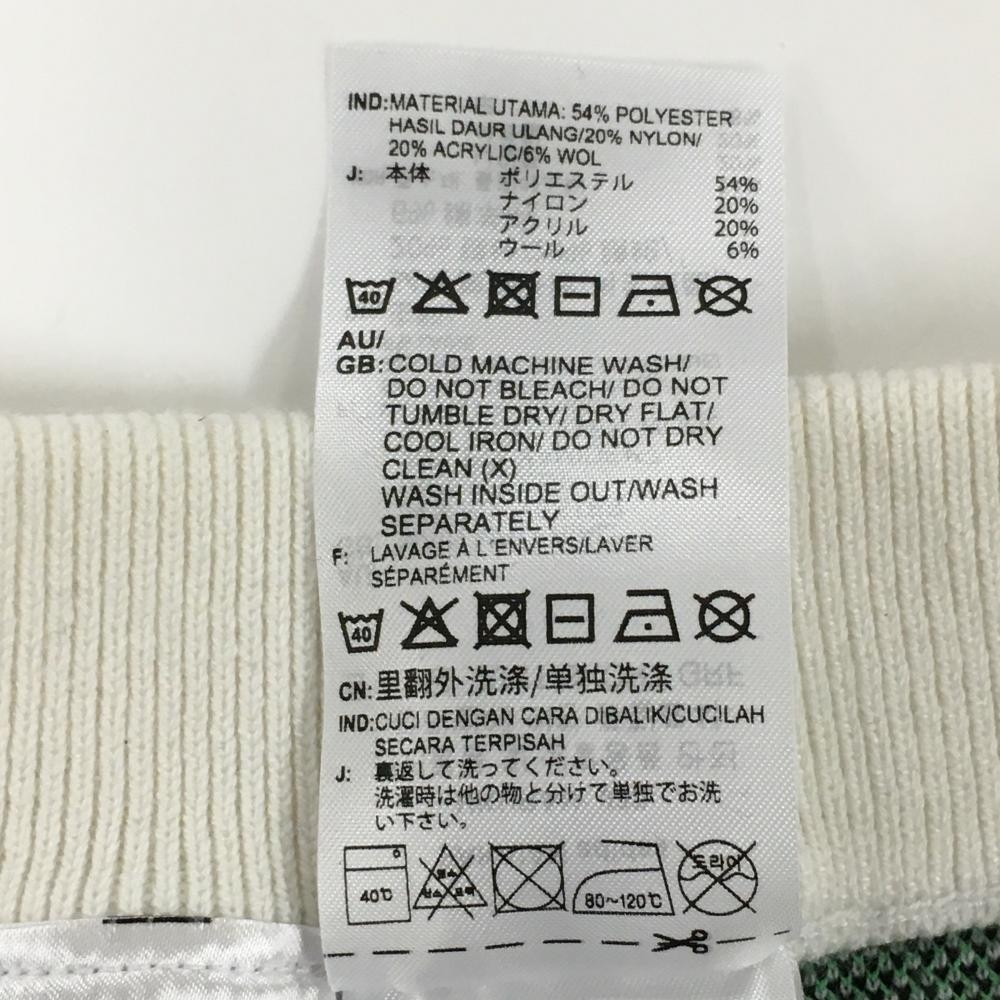 IND:MATERIAL UTAMA: 54% POLYESTER
HASIL DAUR ULANG/20% NYLON/
20% ACRYLIC/6% WOL
J: 本体 ポリエステル 54%
ナイロン 20%
アクリル 20%
ウール 6%
40
AU/
GB:COLD MACHINE WASH/
DO NOT BLEACH/ DO NOT
TUMBLE DRY/ DRY FLAT/
COOL IRON/ DO NOT DRY
CLEAN (X)
WASH INSIDE OUT/WASH
SEPARATELY
F: LAVAGE À L'ENVERS/LAVER
SÉPARÉMENT
40
CN:里翻外洗涤/单独洗涤
IND:CUCI DENGAN CARA DIBALIK/CUCILAH
SECARA TERPISAH
J: 裏返して洗ってください。
洗濯時は他の物と分けて単独でお洗
い下さい。
40℃ 80~120℃ 드라이